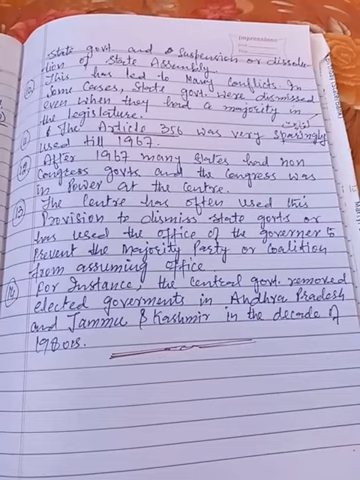 state govt. and suspension or dissolu-
tion of State Assembly.
This has led to Many conflicts. In
Some cases, State govt. were dismissed
even when they had a majority in
the legislature.
The Article 356 was very sparingly
used till 1967.
After 1967 many states had non
Congress govts and the Congress was
in Power at the centre.
The Centre has often used this
Provision to dismiss state govts or
has used the office of the governer to
Prevent the Majority Party or coalition
from assuming office
For Instance, the central govt. removed
elected goverments in Andhra Pradesh
and Jammu & Kashmir in the decade of
1980s.